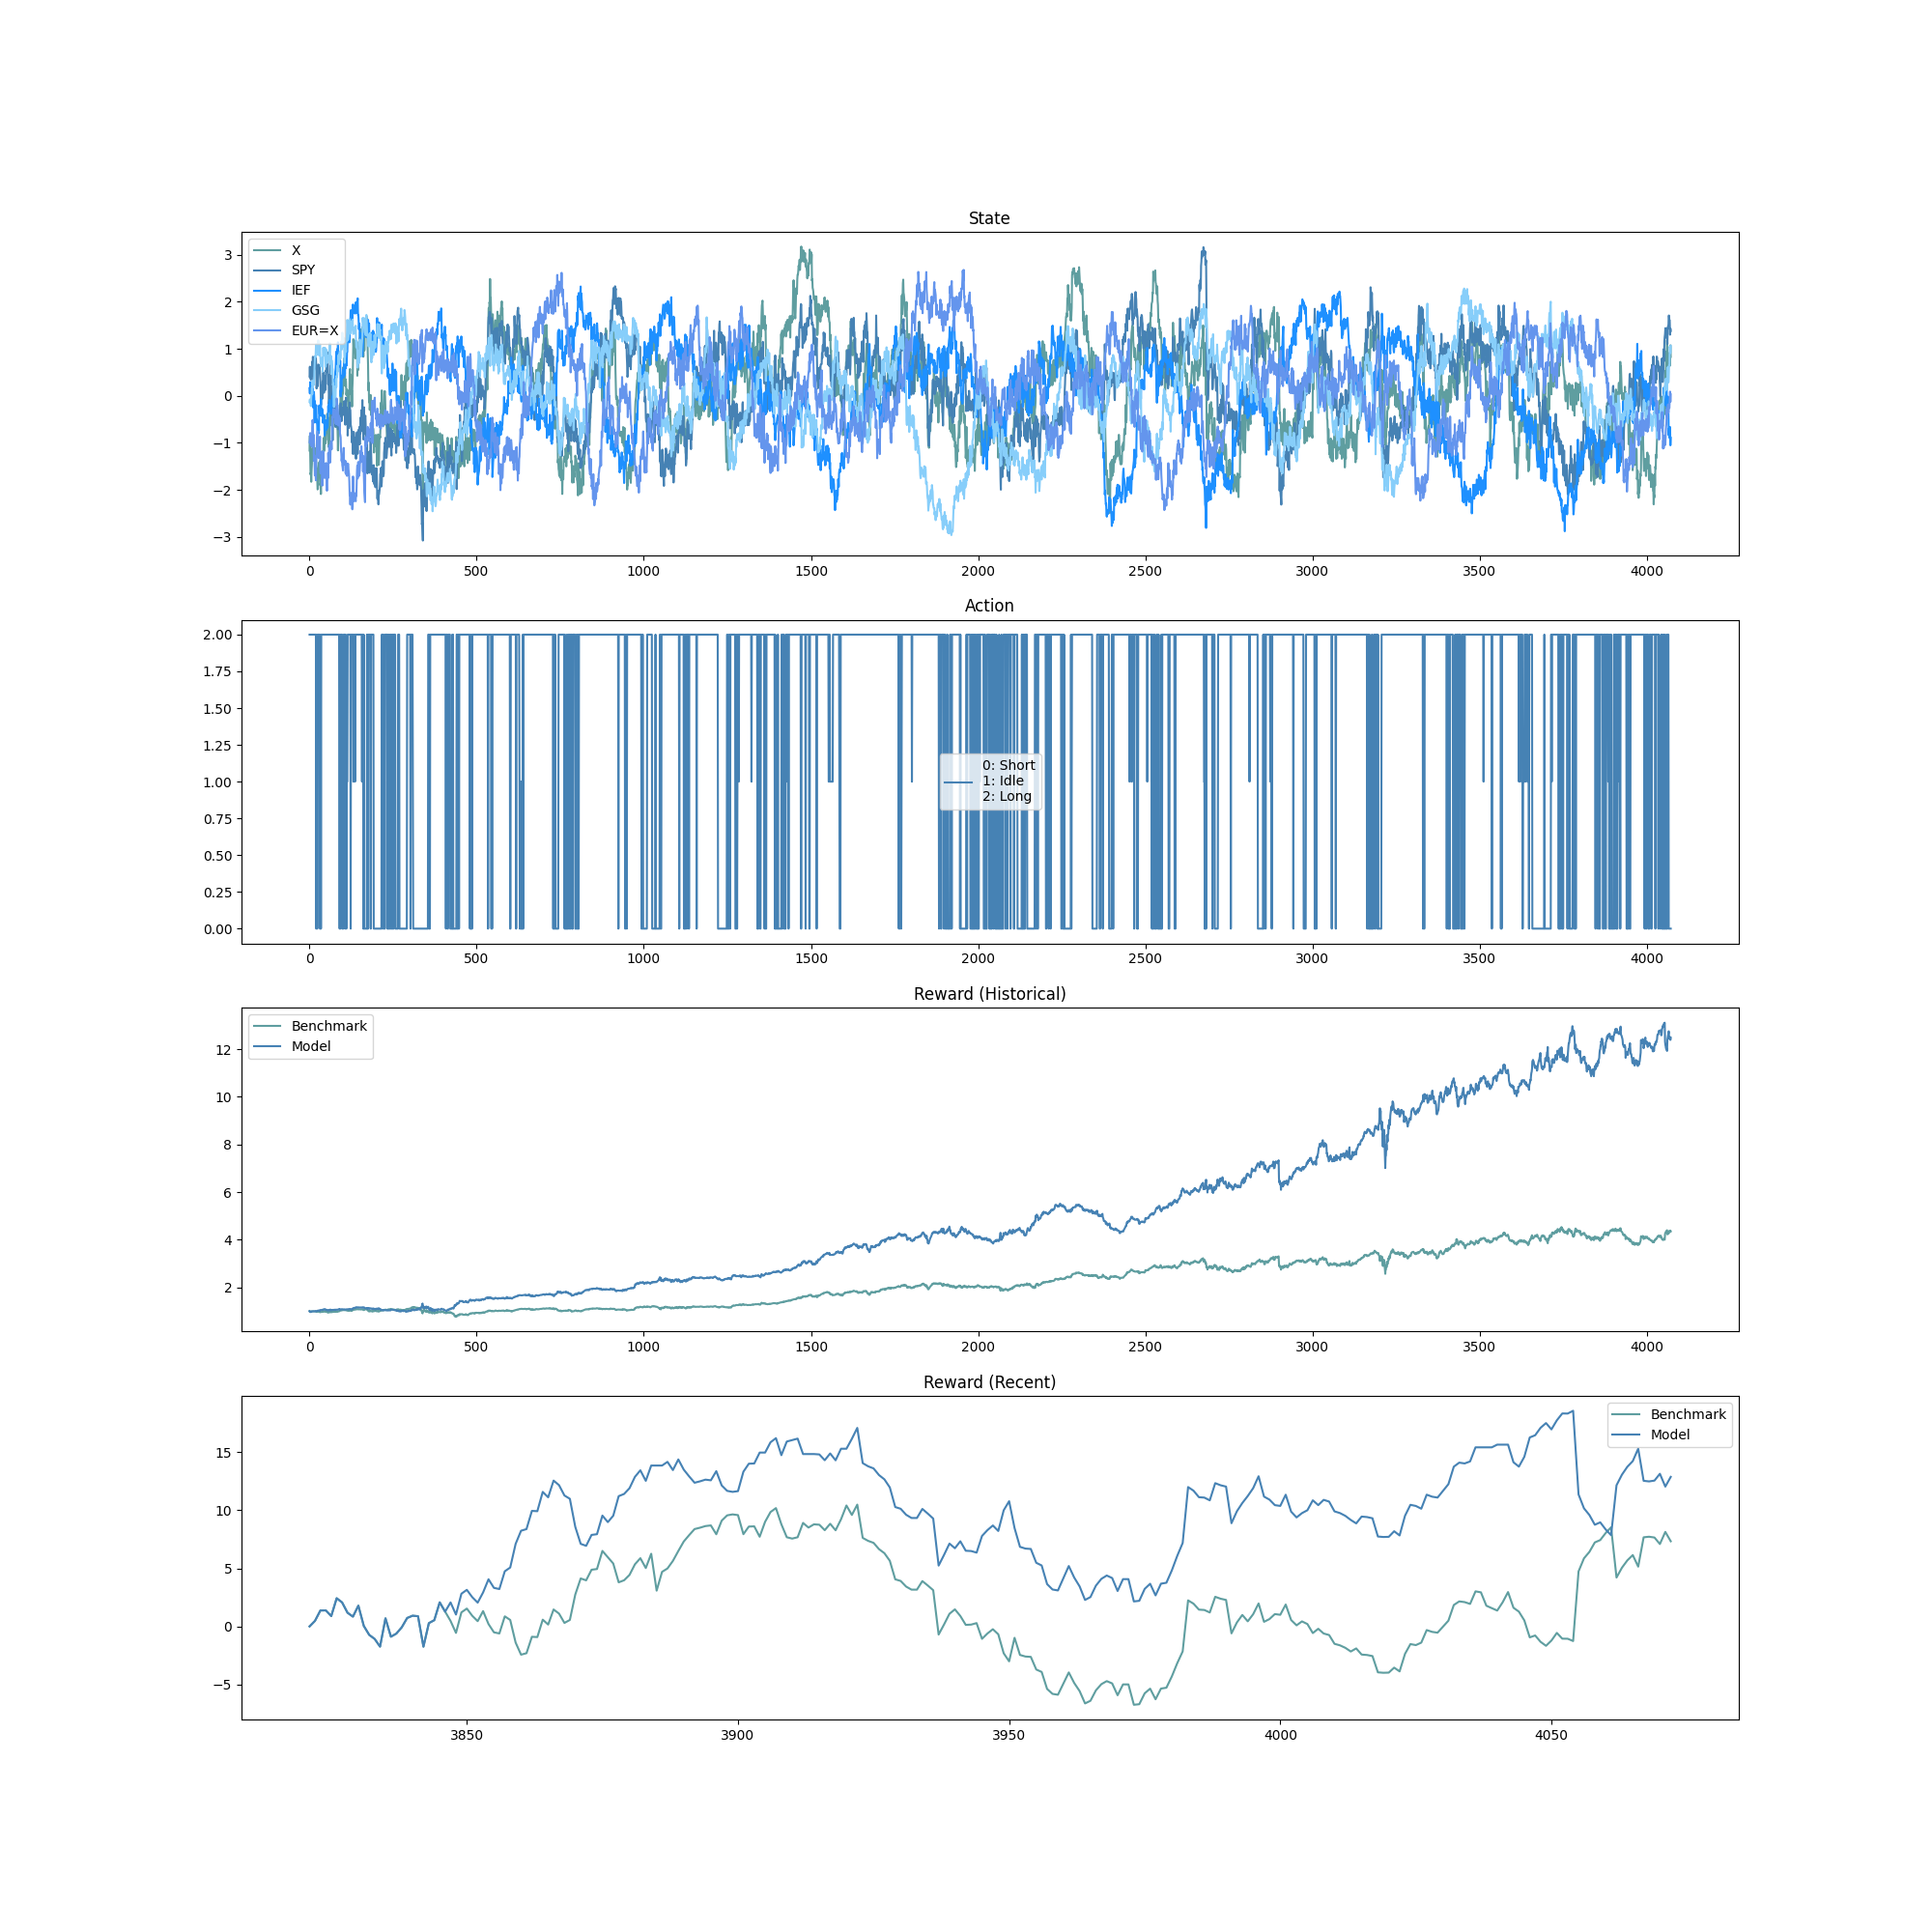 State
X
SPY
IEF
GSG
EUR=X
3
2
1
0
−1
−2
−3
0 500 1000 1500 2000 2500 3000 3500 4000
Action
2.00
1.75
1.50
1.25
1.00
0.75
0.50
0.25
0.00
0: Short
1: Idle
2: Long
0 500 1000 1500 2000 2500 3000 3500 4000
Reward (Historical)
Benchmark
Model
12
10
8
6
4
2
0 500 1000 1500 2000 2500 3000 3500 4000
Reward (Recent)
Benchmark
Model
15
10
5
0
−5
3850 3900 3950 4000 4050